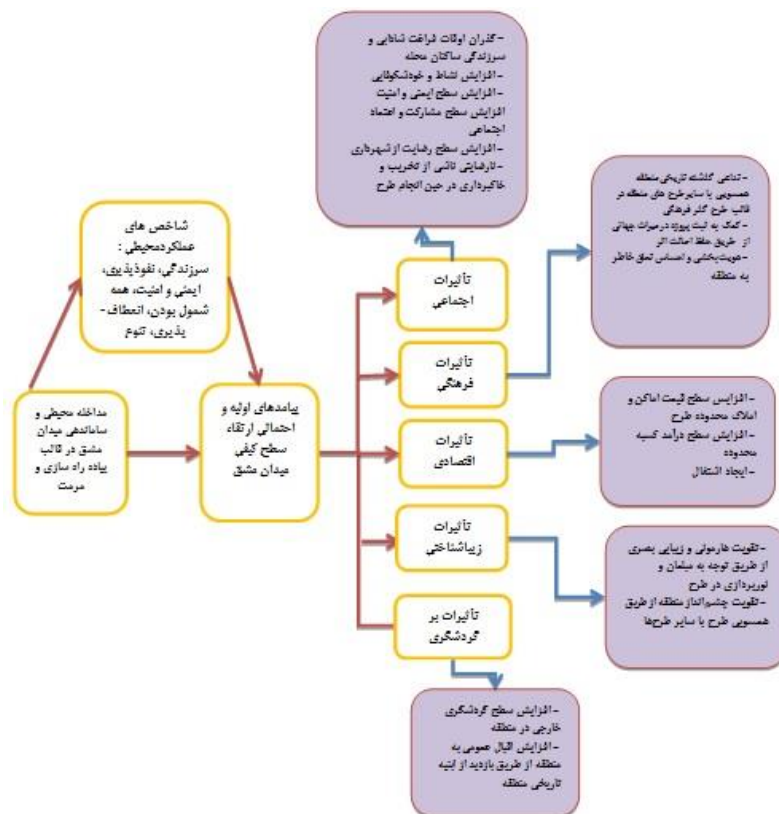 شاخص های
عملکردمحیطی :
سرزندگی، نفوذپذیری،
ایمنی و امنیت، همه
شمول بودن، انعطاف-
پذیری، تنوع
مداخله محیطی و
ساماندهی میدان
مشق در قالب
پیاده راه سازی و
مرمت
پیامدهای اولیه و
احتمالی ارتقاء
سطح کیفی
میدان مشق
تأثیرات
اجتماعی
-گذران اوقات فراغت شادابی و
سرزندگی ساکنان محله
-افزایش نشاط و خودشکوفایی
-افزایش سطح ایمنی و امنیت
افزایش سطح مشارکت و اعتماد
اجتماعی
-افزایش سطح رضایت از شهرداری
-نارضایتی ناشی از تخریب و
خاکبرداری در حین انجام طرح
تأثیرات
فرهنگی
-تداعی گذشته تاریخی منطقه
همسویی با سایرطرح های منطقه در
قالب طرح گذر فرهنگی
-کمک به ثبت پروژه در میراث جهانی
از طریق حفظ اصالت اثر
-هویت‌بخشی و احساس تعلق خاطر
به منطقه
تأثیرات
اقتصادی
-افزایس سطح قیمت اماکن و
املاک محدوده طرح
-افزایش سطح درآمد کسبه
محدوده
-ایجاد اشتغال
تأثیرات
زیباشناختی
-تقویت هارمونی و زیبایی بصری
از طریق توجه به مبلمان و
نورپردازی در طرح
-تقویت چشم‌انداز منطقه از طریق
همسویی طرح با سایر طرح‌ها
تأثیرات بر
گردشگری
-افزایش سطح گردشگری
خارجی در منطقه
-افزایش اقبال عمومی به
منطقه از طریق بازدید از ابنیه
تاریخی منطقه